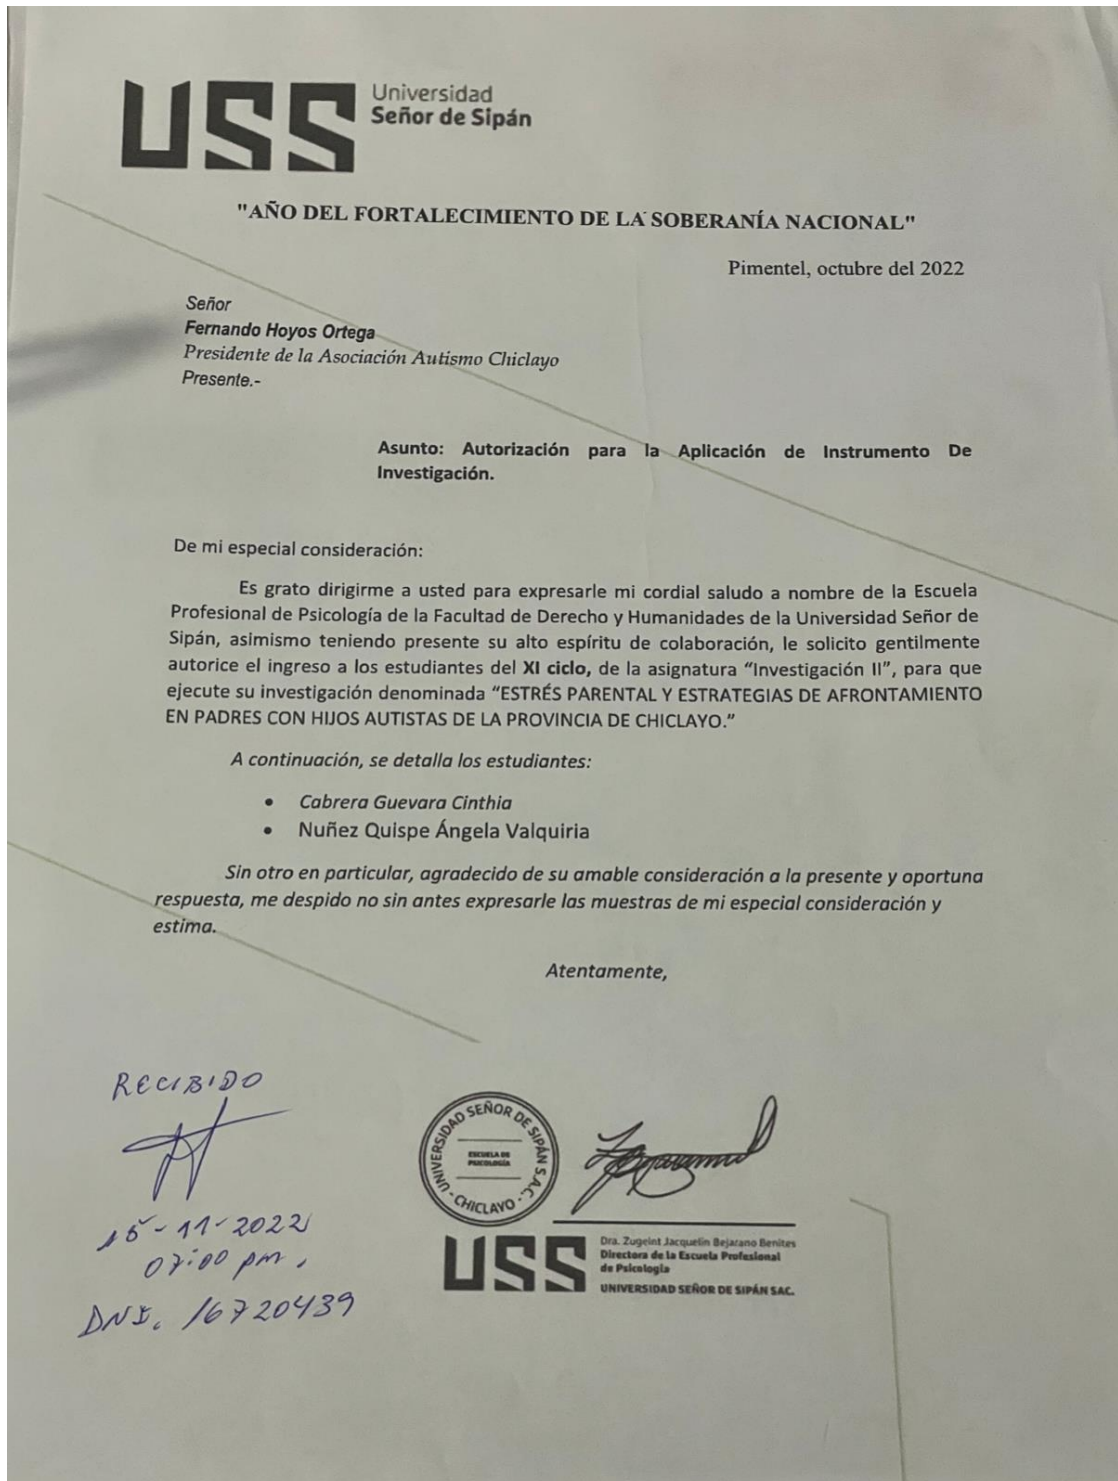 USS Universidad
Señor de Sipán
"AÑO DEL FORTALECIMIENTO DE LA SOBERANÍA NACIONAL"
Pimentel, octubre del 2022
Señor
Fernando Hoyos Ortega
Presidente de la Asociación Autismo Chiclayo
Presente.-
Asunto: Autorización para la Aplicación de Instrumento De
Investigación.
De mi especial consideración:
Es grato dirigirme a usted para expresarle mi cordial saludo a nombre de la Escuela
Profesional de Psicología de la Facultad de Derecho y Humanidades de la Universidad Señor de
Sipán, asimismo teniendo presente su alto espíritu de colaboración, le solicito gentilmente
autorice el ingreso a los estudiantes del XI ciclo, de la asignatura “Investigación II”, para que
ejecute su investigación denominada “ESTRÉS PARENTAL Y ESTRATEGIAS DE AFRONTAMIENTO
EN PADRES CON HIJOS AUTISTAS DE LA PROVINCIA DE CHICLAYO.”
A continuación, se detalla los estudiantes:
• Cabrera Guevara Cinthia
• Nuñez Quispe Ángela Valquiria
Sin otro en particular, agradecido de su amable consideración a la presente y oportuna
respuesta, me despido no sin antes expresarle las muestras de mi especial consideración y
estima.
Atentamente,
RECIBIDO
15-11-2022
07:00 pm.
DNI. 16720439
UNIVERSIDAD SEÑOR DE SIPÁN S.A.C.
ESCUELA DE
PSICOLOGÍA
- CHICLAYO -
USS
Dra. Zugeint Jacquelin Bejarano Benites
Directora de la Escuela Profesional
de Psicología
UNIVERSIDAD SEÑOR DE SIPÁN SAC.